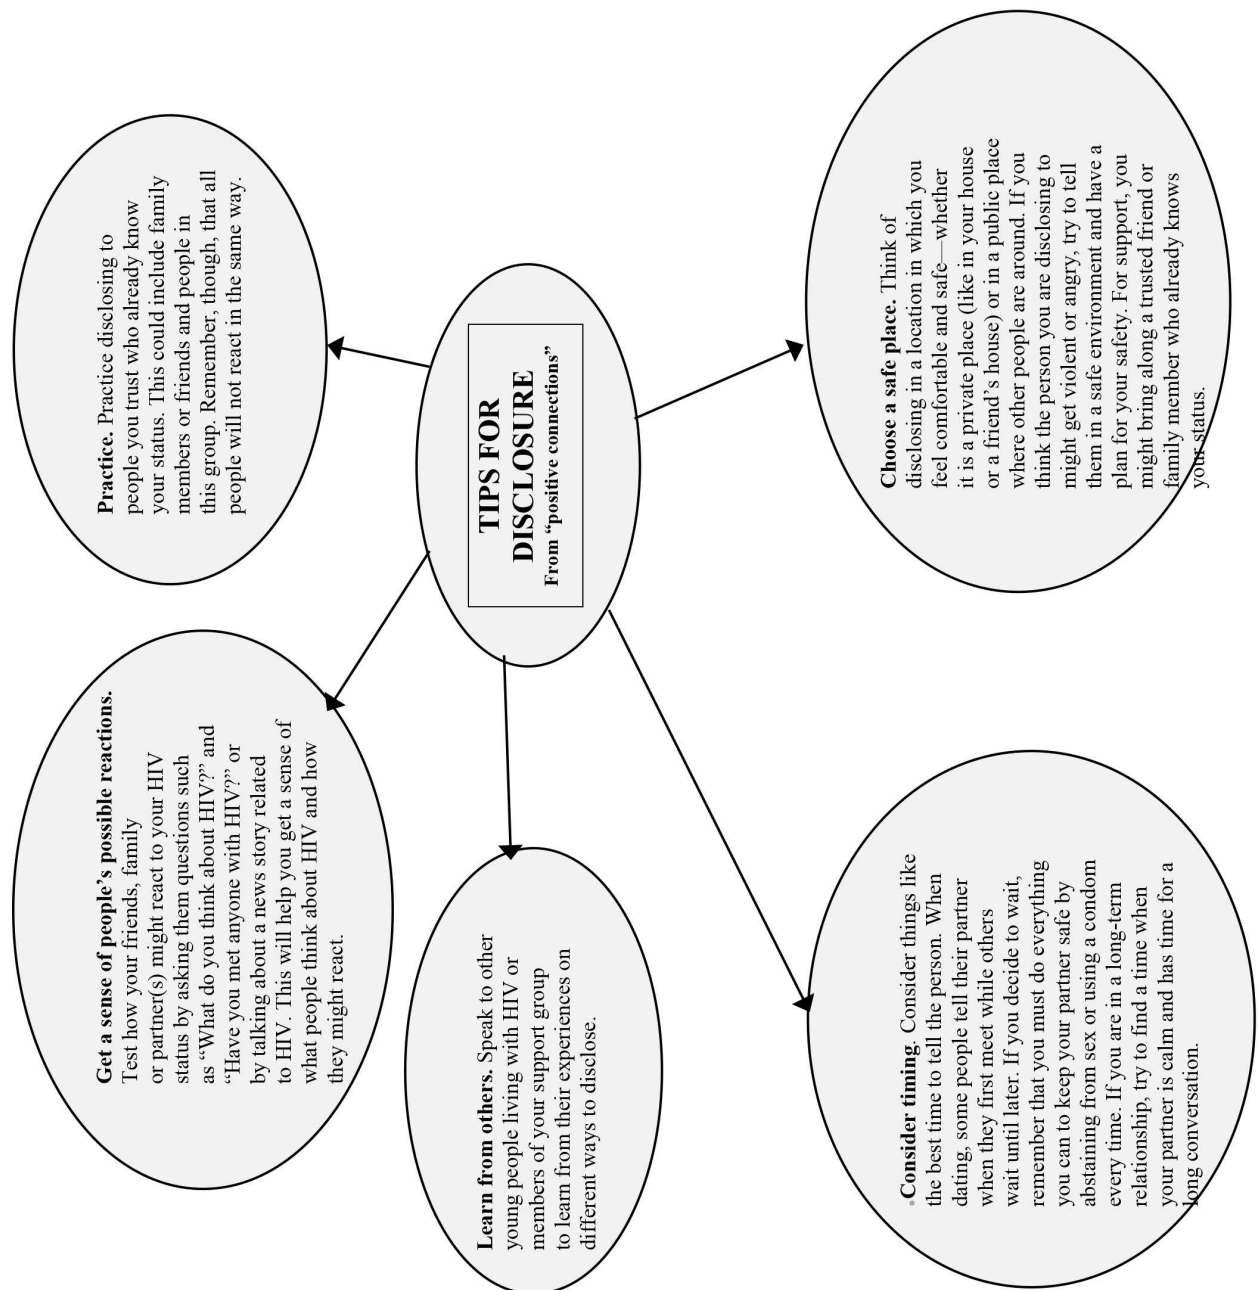 Get a sense of people's possible reactions.
Test how your friends, family
or partner(s) might react to your HIV
status by asking them questions such
as “What do you think about HIV?” and
“Have you met anyone with HIV?” or
by talking about a news story related
to HIV. This will help you get a sense of
what people think about HIV and how
they might react.
Practice. Practice disclosing to
people you trust who already know
your status. This could include family
members or friends and people in
this group. Remember, though, that all
people will not react in the same way.
Learn from others. Speak to other
young people living with HIV or
members of your support group
to learn from their experiences on
different ways to disclose.
TIPS FOR
DISCLOSURE
From “positive connections”
.Consider timing. Consider things like
the best time to tell the person. When
dating, some people tell their partner
when they first meet while others
wait until later. If you decide to wait,
remember that you must do everything
you can to keep your partner safe by
abstaining from sex or using a condom
every time. If you are in a long-term
relationship, try to find a time when
your partner is calm and has time for a
long conversation.
Choose a safe place. Think of
disclosing in a location in which you
feel comfortable and safe—whether
it is a private place (like in your house
or a friend's house) or in a public place
where other people are around. If you
think the person you are disclosing to
might get violent or angry, try to tell
them in a safe environment and have a
plan for your safety. For support, you
might bring along a trusted friend or
family member who already knows
your status.